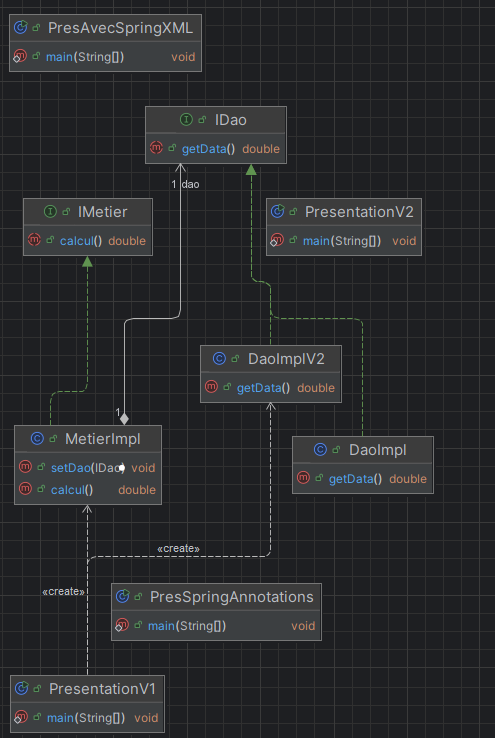 PresAvecSpringXML
main(String[]) void
IDao
getData() double
1 dao
IMetier
calcul() double
PresentationV2
main(String[]) void
DaoImplV2
getData() double
1
MetierImpl
setDao(IDao) void
calcul() double
DaoImpl
getData() double
«create»
«create»
PresSpringAnnotations
main(String[]) void
PresentationV1
main(String[]) void